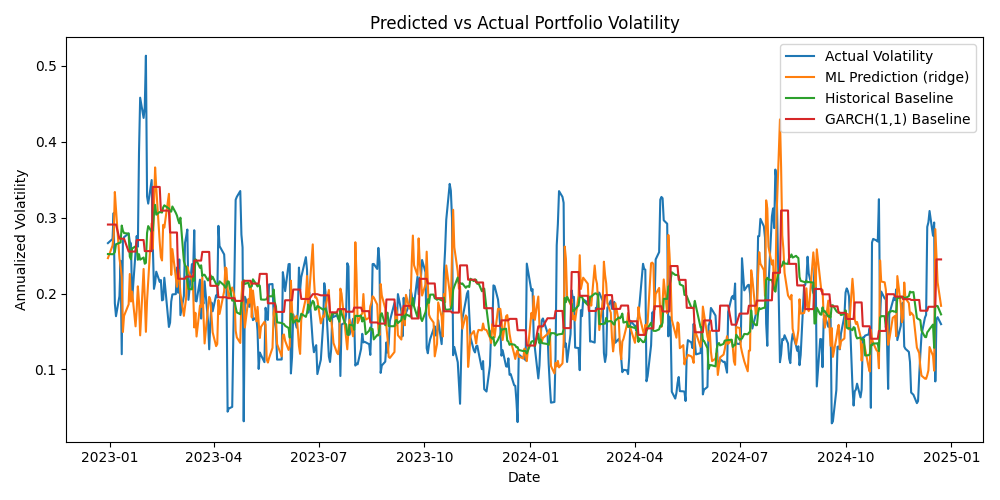 Predicted vs Actual Portfolio Volatility
Annualized Volatility
0.5
0.4
0.3
0.2
0.1
Actual Volatility
ML Prediction (ridge)
Historical Baseline
GARCH(1,1) Baseline
2023-01 2023-04 2023-07 2023-10 2024-01 2024-04 2024-07 2024-10 2025-01
Date